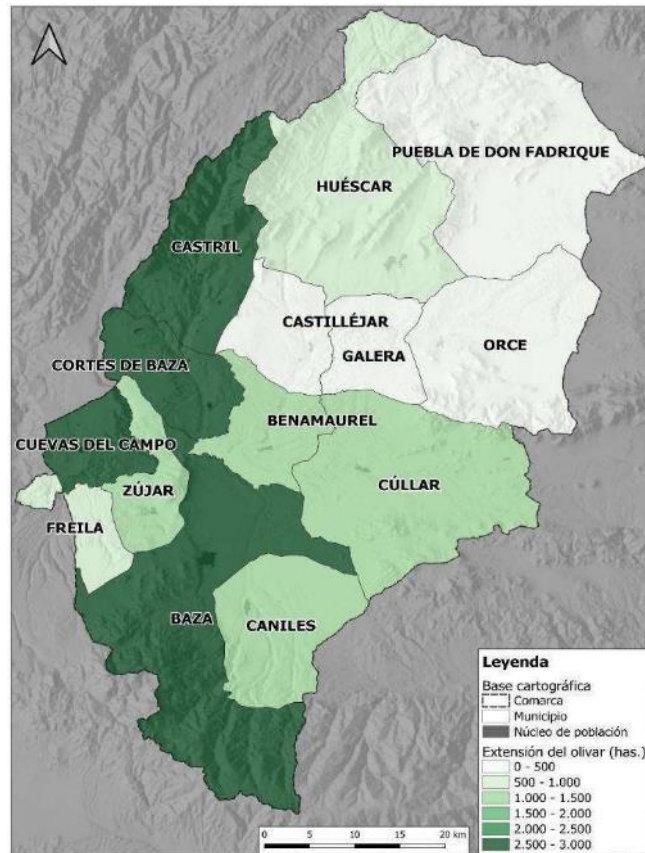 PUEBLA DE DON FADRIQUE
HUÉSCAR
CASTRIL
CASTILLÉJAR
GALERA
ORCE
CORTES DE BAZA
BENAMAUREL
CUEVAS DEL CAMPO
ZÚJAR
CÚLLAR
FREILA
BAZA
CANILES
Leyenda
Base cartográfica
Comarca
Municipio
Núcleo de población
Extensión del olivar (has.)
0 - 500
500 - 1.000
1.000 - 1.500
1.500 - 2.000
2.000 - 2.500
2.500 - 3.000
0 5 10 15 20 km